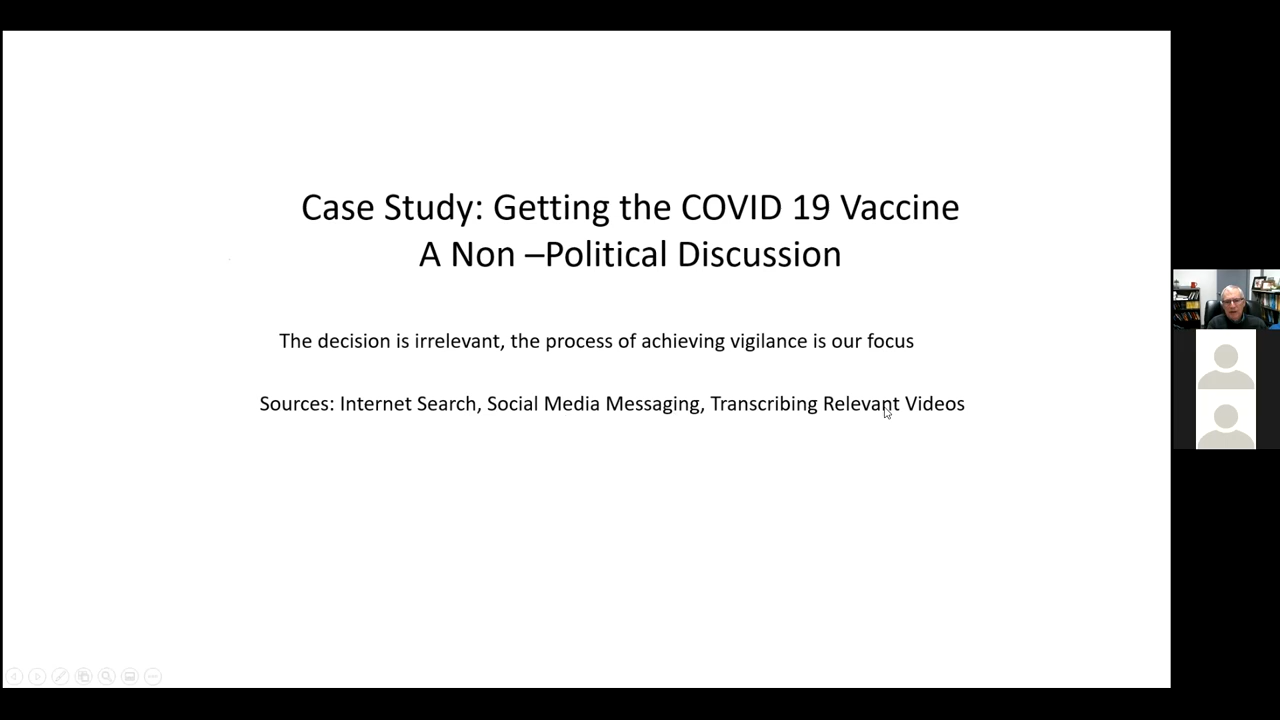 Case Study: Getting the COVID 19 Vaccine
A Non –Political Discussion
The decision is irrelevant, the process of achieving vigilance is our focus
Sources: Internet Search, Social Media Messaging, Transcribing Relevant Videos